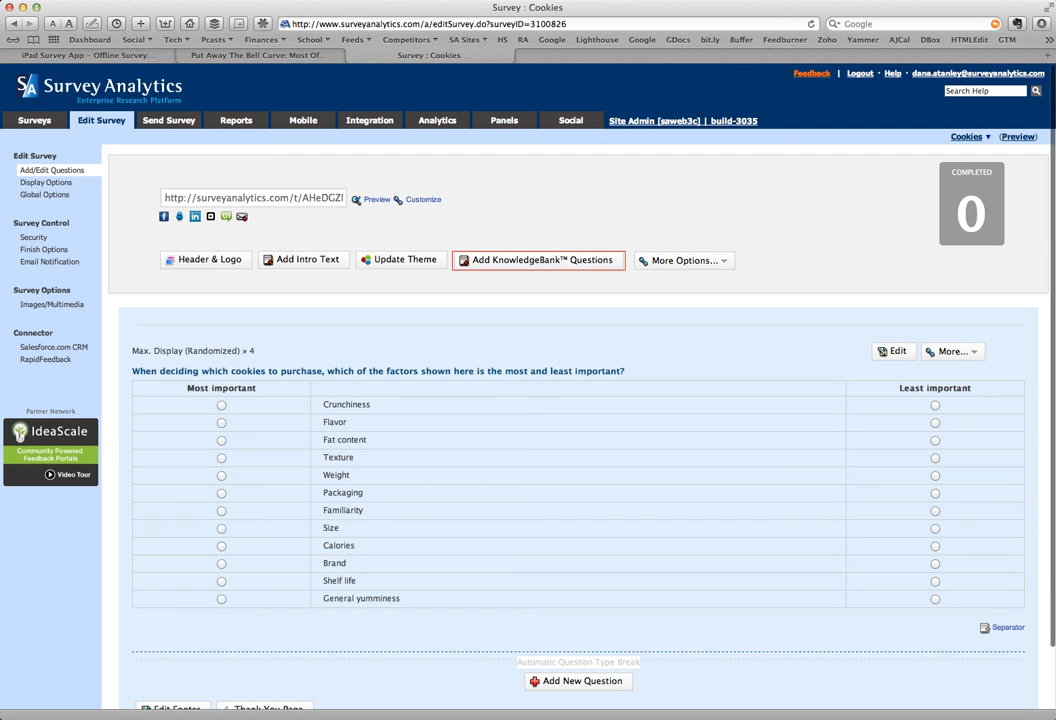 Survey : Cookies
A A
http://www.surveyanalytics.com/a/editSurvey.do?surveyID=3100826
Google
Dashboard Social Tech Pcasts Finances School Feeds Competitors SA Sites HS RA Google Lighthouse Google GDocs bit.ly Buffer Feedburner Zoho Yammer AJCal DBox HTMLEdit GTM
iPad Survey App - Offline Survey... Put Away The Bell Curve: Most Of... Survey : Cookies
Feedback | Logout · Help · dana.stanley@surveyanalytics.com
SA Survey Analytics
Enterprise Research Platform
Search Help
Surveys Edit Survey Send Survey Reports Mobile Integration Analytics Panels Social Site Admin [saweb3c] | build-3035
Cookies (Preview)
Edit Survey
Add/Edit Questions
Display Options
Global Options
Survey Control
Security
Finish Options
Email Notification
Survey Options
Images/Multimedia
Connector
Salesforce.com CRM
RapidFeedback
Partner Network
IdeaScale
Community Powered
Feedback Portals
Video Tour
http://surveyanalytics.com/t/AHeDGZ! Preview Customize
COMPLETED
0
Header & Logo Add Intro Text Update Theme Add KnowledgeBank™ Questions More Options...
Max. Display (Randomized) » 4
Edit More...
When deciding which cookies to purchase, which of the factors shown here is the most and least important?
Most important Least important
Crunchiness
Flavor
Fat content
Texture
Weight
Packaging
Familiarity
Size
Calories
Brand
Shelf life
General yumminess
Separator
Automatic Question Type Break
Add New Question
Edit Footer Thank You Page